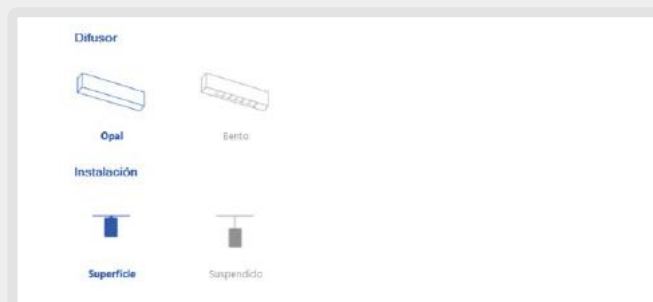 Difusor
Opal Bento
Instalación
Superficie Suspendido